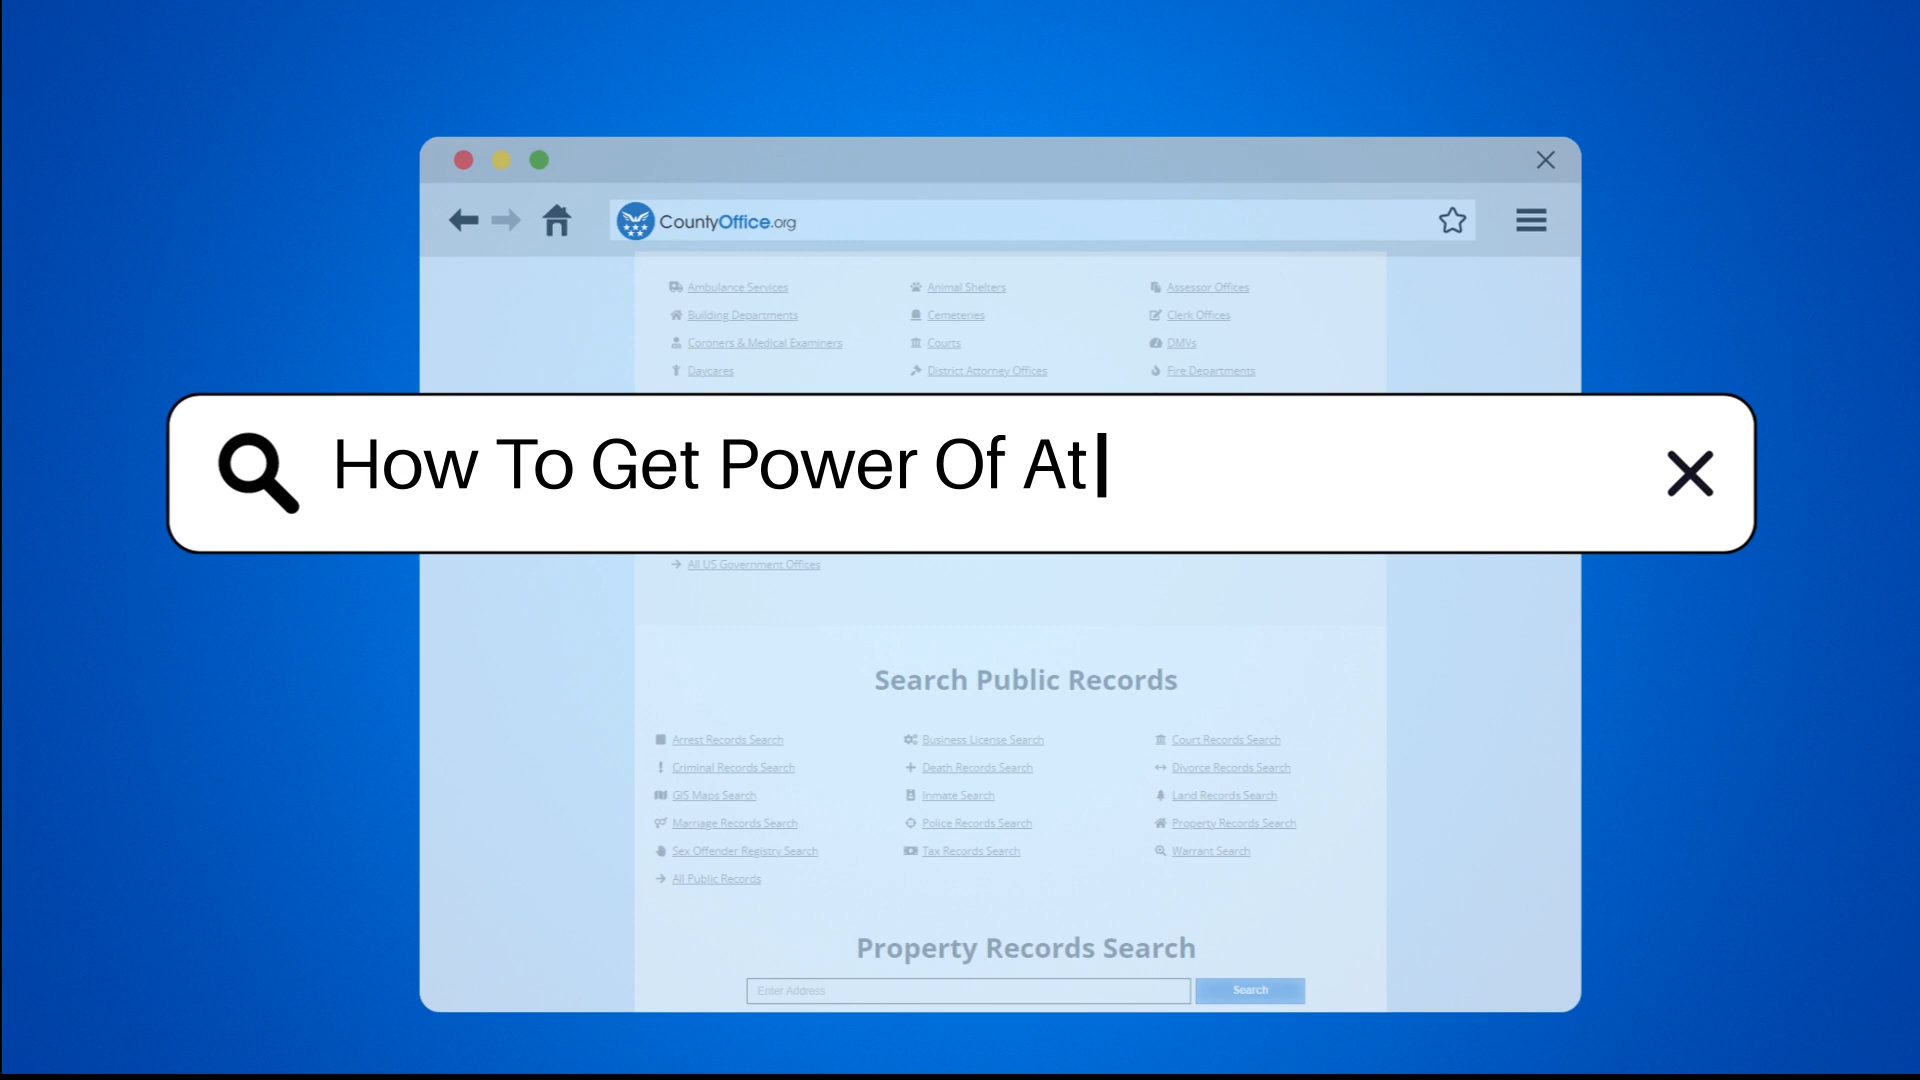 CountyOffice.org
Ambulance Services Animal Shelters Assessor Offices
Building Departments Cemeteries Clerk Offices
Coroners & Medical Examiners Courts DMVs
Daycares District Attorney Offices Fire Departments
How To Get Power Of At
All US Government Offices
Search Public Records
Arrest Records Search Business License Search Court Records Search
Criminal Records Search Death Records Search Divorce Records Search
GIS Maps Search Inmate Search Land Records Search
Marriage Records Search Police Records Search Property Records Search
Sex Offender Registry Search Tax Records Search Warrant Search
All Public Records
Property Records Search
Enter Address Search